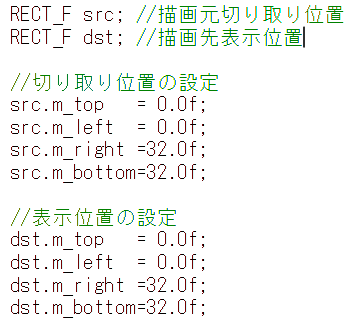 RECT_F src; //描画元切り取り位置
RECT_F dst; //描画先表示位置
//切り取り位置の設定
src.m_top   = 0.0f;
src.m_left  = 0.0f;
src.m_right =32.0f;
src.m_bottom=32.0f;
//表示位置の設定
dst.m_top   = 0.0f;
dst.m_left  = 0.0f;
dst.m_right =32.0f;
dst.m_bottom=32.0f;